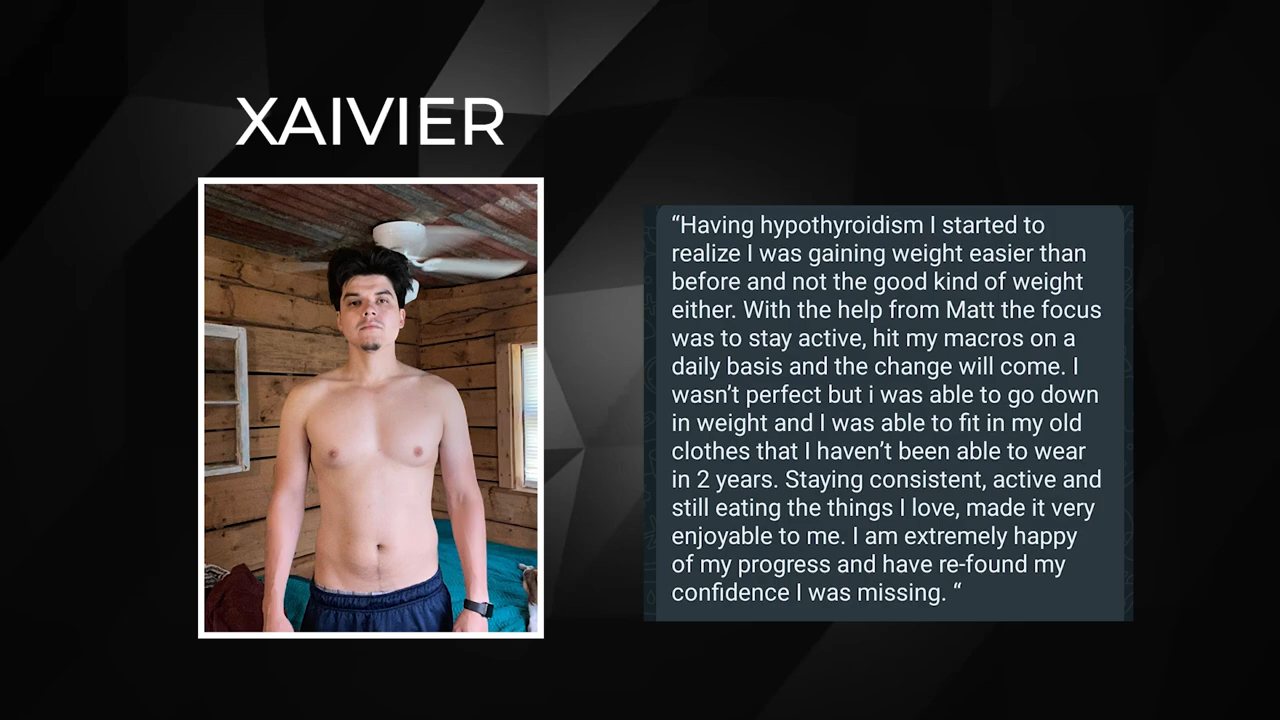 XAIVIER
“Having hypothyroidism I started to
realize I was gaining weight easier than
before and not the good kind of weight
either. With the help from Matt the focus
was to stay active, hit my macros on a
daily basis and the change will come. I
wasn’t perfect but i was able to go down
in weight and I was able to fit in my old
clothes that I haven’t been able to wear
in 2 years. Staying consistent, active and
still eating the things I love, made it very
enjoyable to me. I am extremely happy
of my progress and have re-found my
confidence I was missing. “